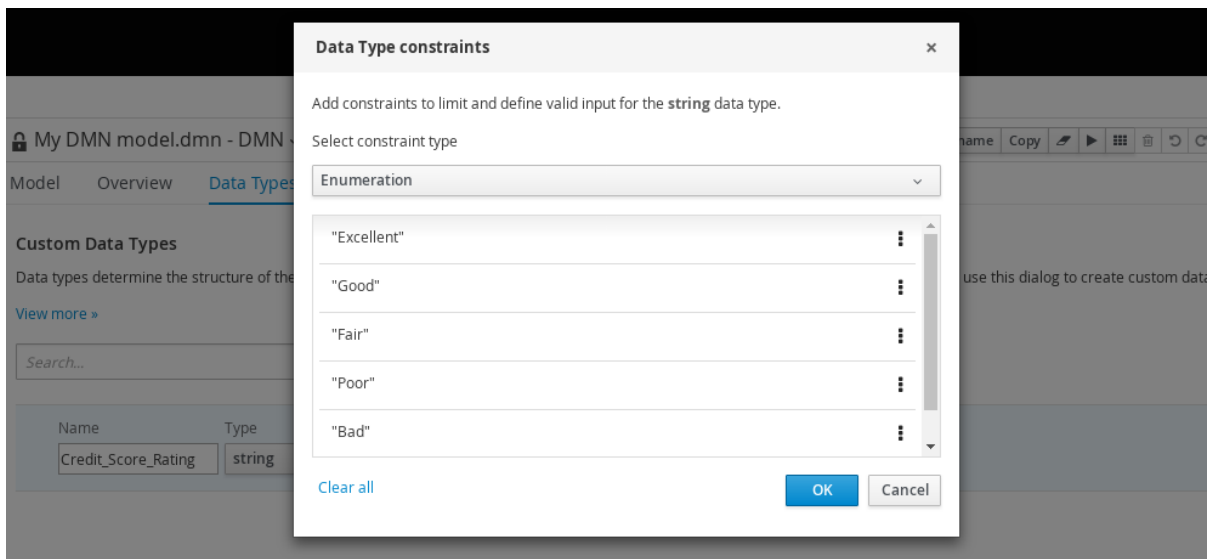 Data Type constraints
×
Add constraints to limit and define valid input for the string data type.
My DMN model.dmn - DMN
Select constraint type
Copy
Model
Overview
Data Types
Enumeration
Custom Data Types
"Excellent"
Data types determine the structure of the
use this dialog to create custom data
"Good"
View more »
"Fair"
Search...
"Poor"
Name
Type
"Bad"
Credit_Score_Rating
string
Clear all
OK
Cancel